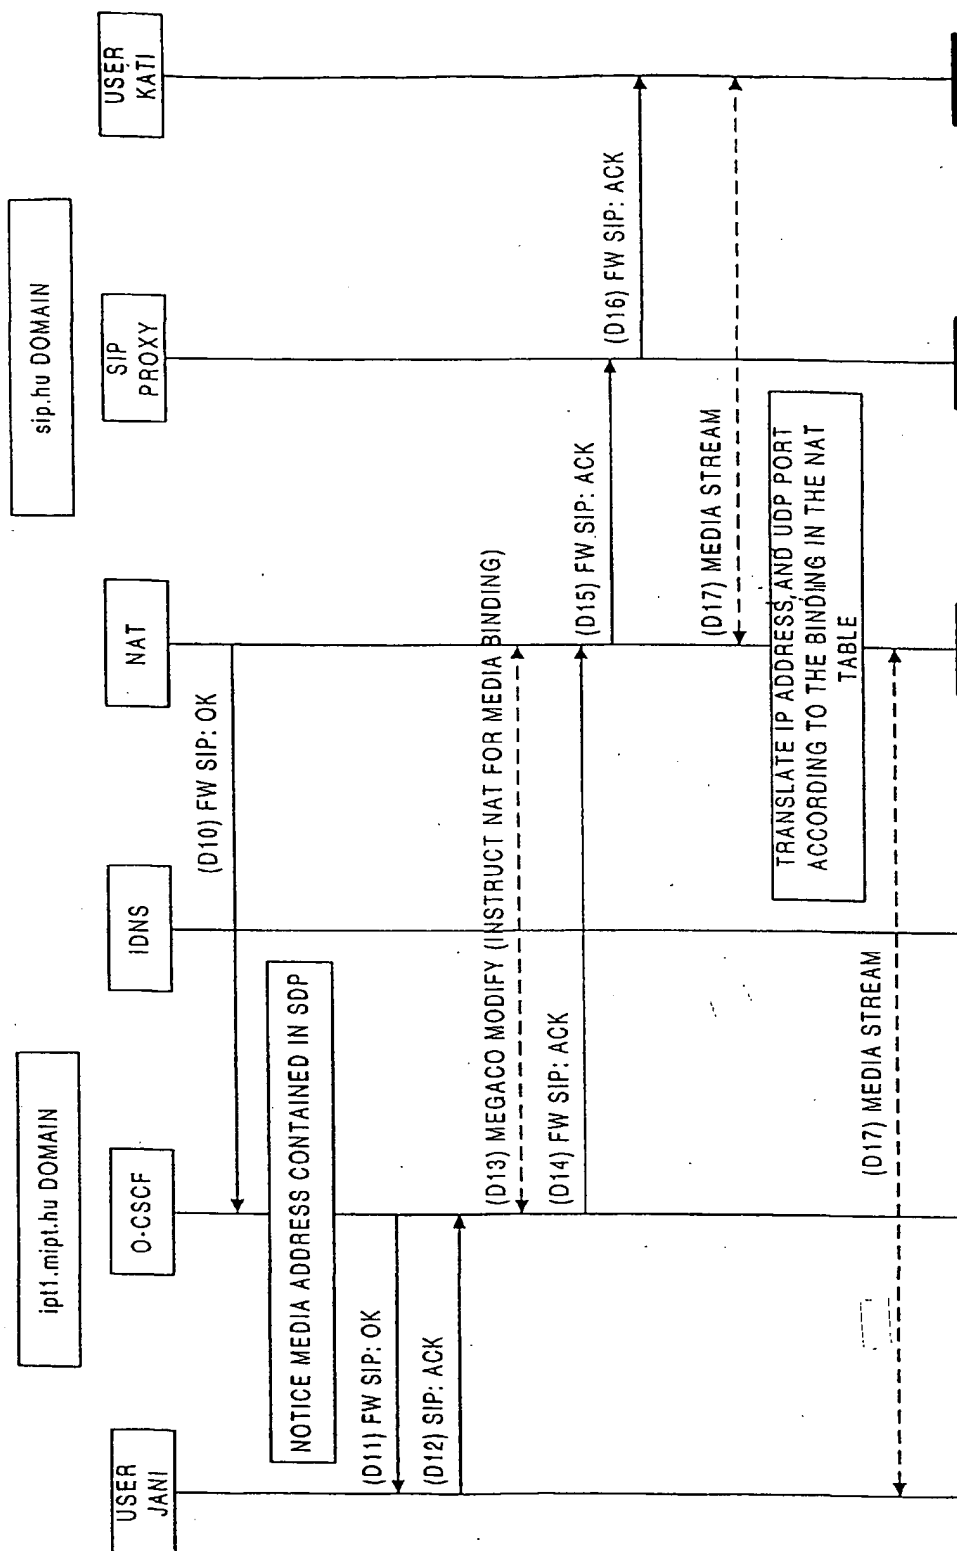 ipt1.mipt.hu DOMAIN
sip.hu DOMAIN
USER
JANI
O-CSCF
IDNS
NAT
SIP
PROXY
USER
KATI
(D10) FW SIP: OK
NOTICE MEDIA ADDRESS CONTAINED IN SDP
(D11) FW SIP: OK
(D12) SIP: ACK
(D13) MEGACO MODIFY (INSTRUCT NAT FOR MEDIA BINDING)
(D14) FW SIP: ACK
(D15) FW SIP: ACK
(D16) FW SIP: ACK
(D17) MEDIA STREAM
TRANSLATE IP ADDRESS AND UDP PORT
ACCORDING TO THE BINDING IN THE NAT
TABLE
(D17) MEDIA STREAM